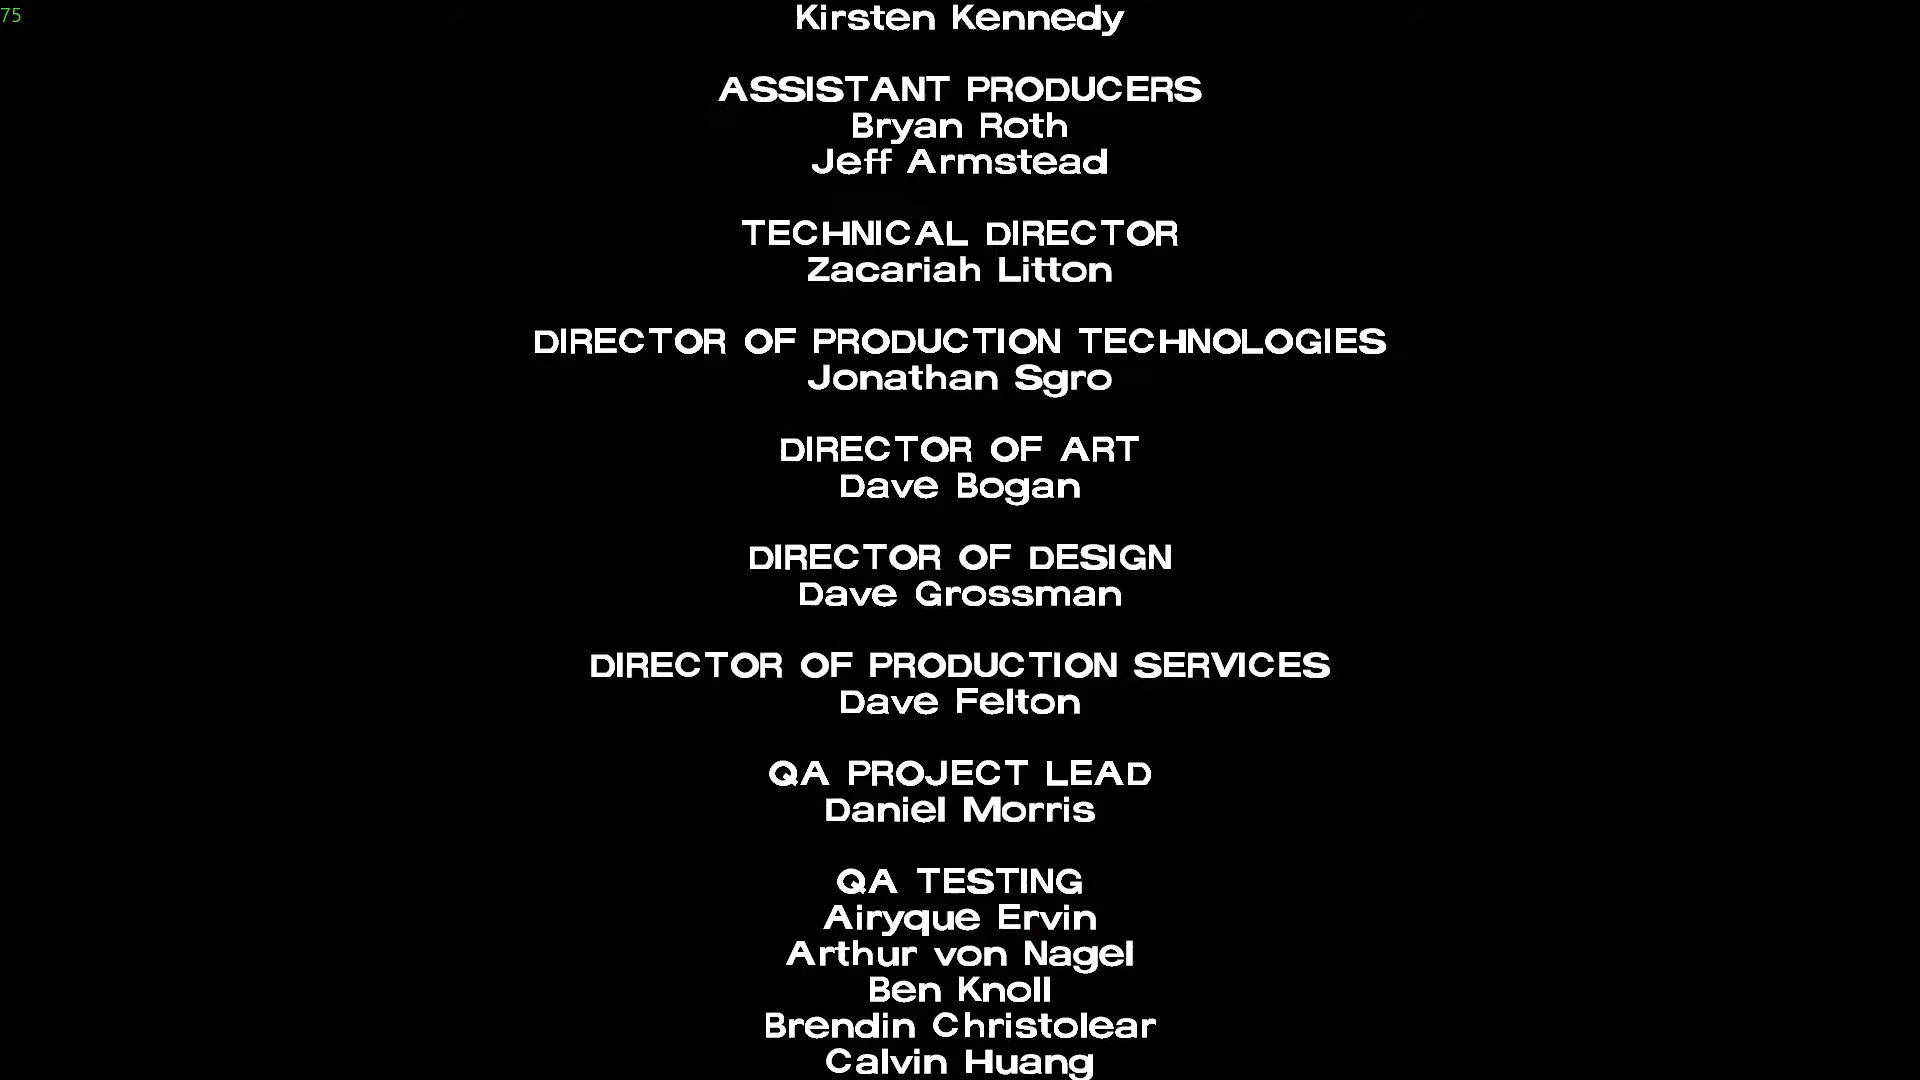 75
Kirsten Kennedy
ASSISTANT PRODUCERS
Bryan Roth
Jeff Armstead
TECHNICAL DIRECTOR
Zacariah Litton
DIRECTOR OF PRODUCTION TECHNOLOGIES
Jonathan Sgro
DIRECTOR OF ART
Dave Bogan
DIRECTOR OF DESIGN
Dave Grossman
DIRECTOR OF PRODUCTION SERVICES
Dave Felton
QA PROJECT LEAD
Daniel Morris
QA TESTING
Airyque Ervin
Arthur von Nagel
Ben Knoll
Brendin Christolear
Calvin Huang